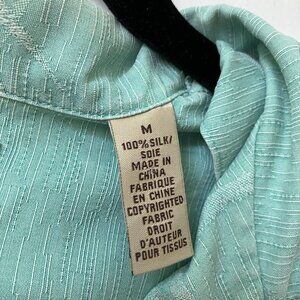 M
100% SILK/
SOIE
MADE IN
CHINA
FABRIQUE
EN CHINE
COPYRIGHTED
FABRIC
DROIT
D'AUTEUR
POUR TISSUS